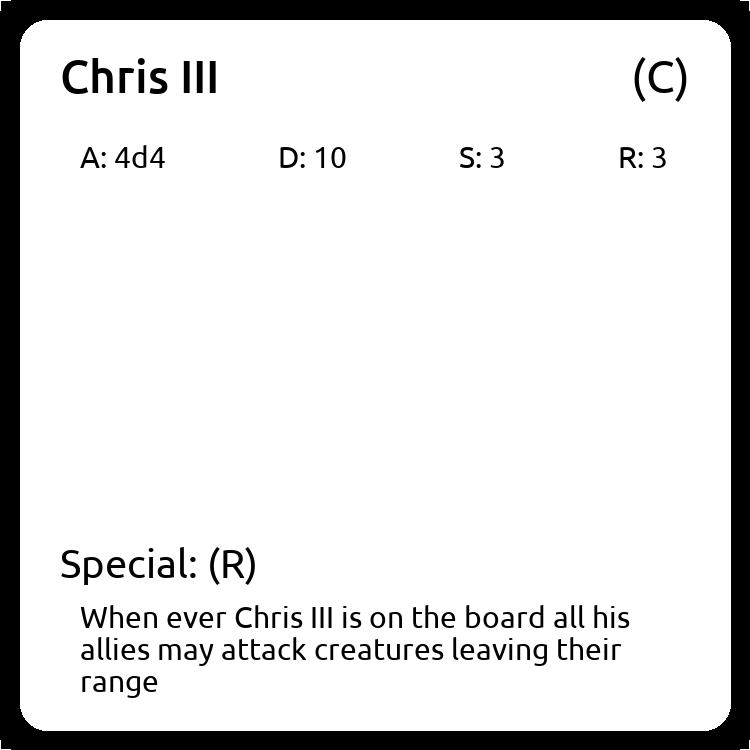 Chris III (C)
A: 4d4 D: 10 S: 3 R: 3
Special: (R)
When ever Chris III is on the board all his
allies may attack creatures leaving their
range